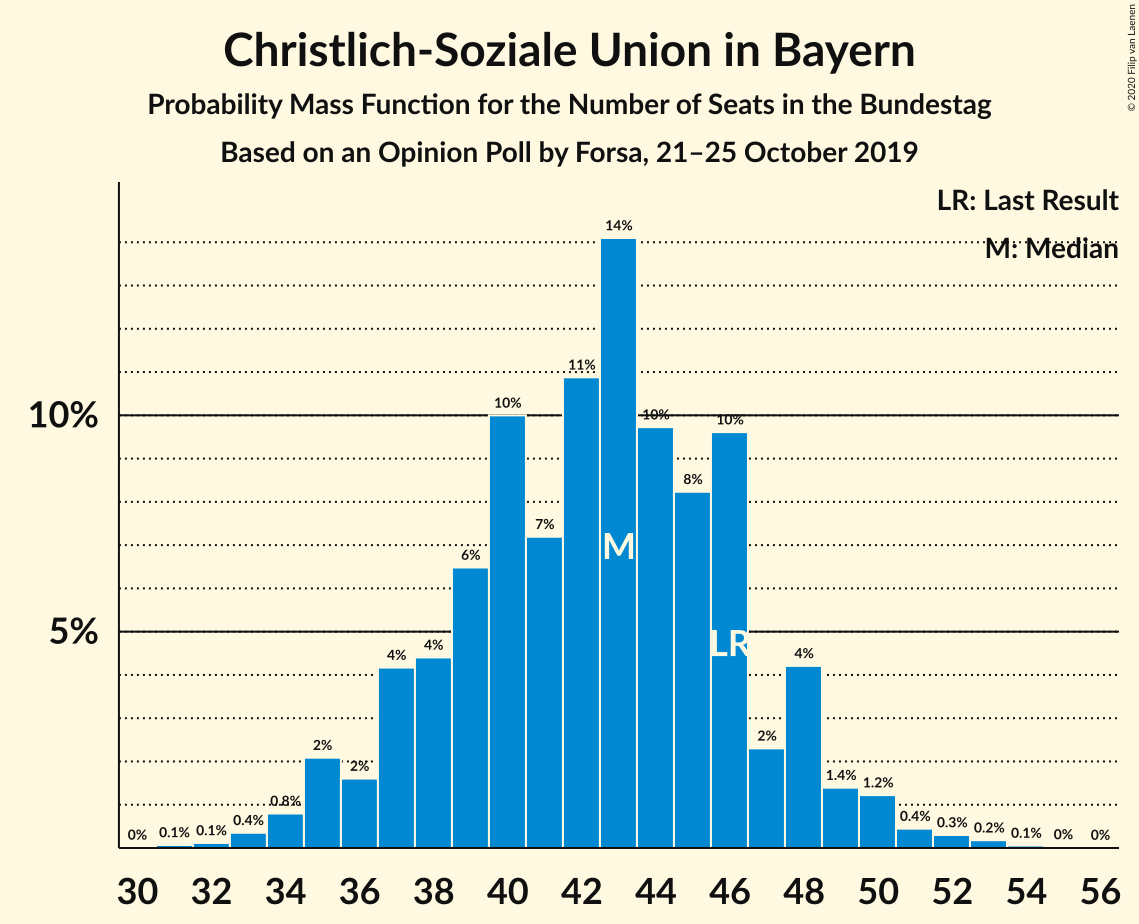 Christlich-Soziale Union in Bayern
Probability Mass Function for the Number of Seats in the Bundestag
Based on an Opinion Poll by Forsa, 21–25 October 2019
© 2020 Filip van Laenen
LR: Last Result
M: Median
10%
5%
0% 0.1% 0.1% 0.4% 0.8% 2% 2% 4% 4% 6% 10% 7% 11% 14% 10% 8% 10% 2% 4% 1.4% 1.2% 0.4% 0.3% 0.2% 0.1% 0% 0%
M
LR
30 32 34 36 38 40 42 44 46 48 50 52 54 56